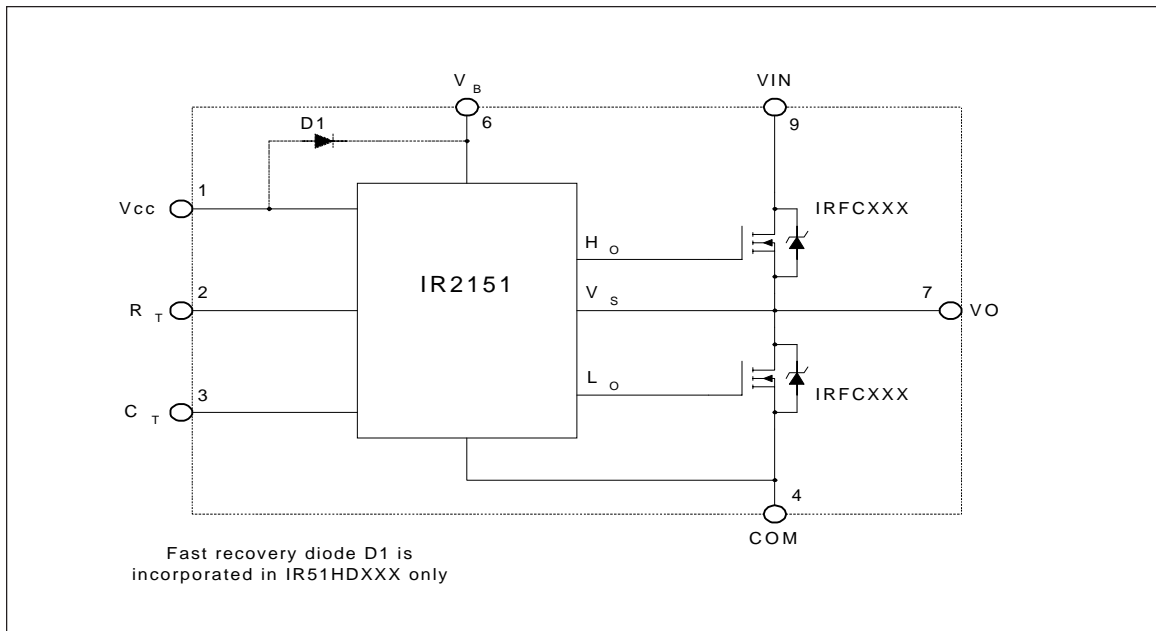 V B VIN
6 9
D1
1
Vcc
IRFCXXX
H O
IR2151
2 V S 7
R T VO
L O
IRFCXXX
3
C T
4
COM
Fast recovery diode D1 is
incorporated in IR51HDXXX only